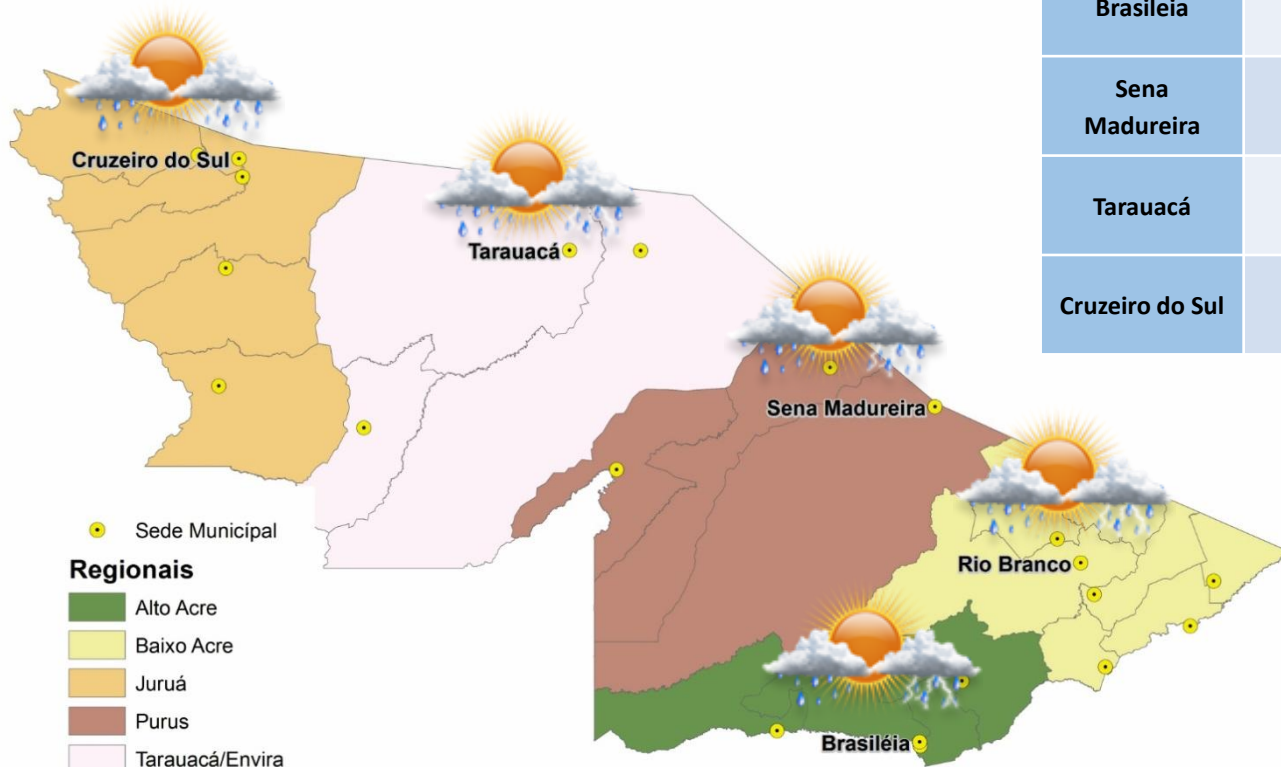 Brasileia
Sena
Madureira
Tarauacá
Cruzeiro do Sul
Cruzeiro do Sul
Tarauacá
Sena Madureira
Rio Branco
Brasiléia
Sede Municípal
Regionais
Alto Acre
Baixo Acre
Juruá
Purus
Tarauacá/Envira